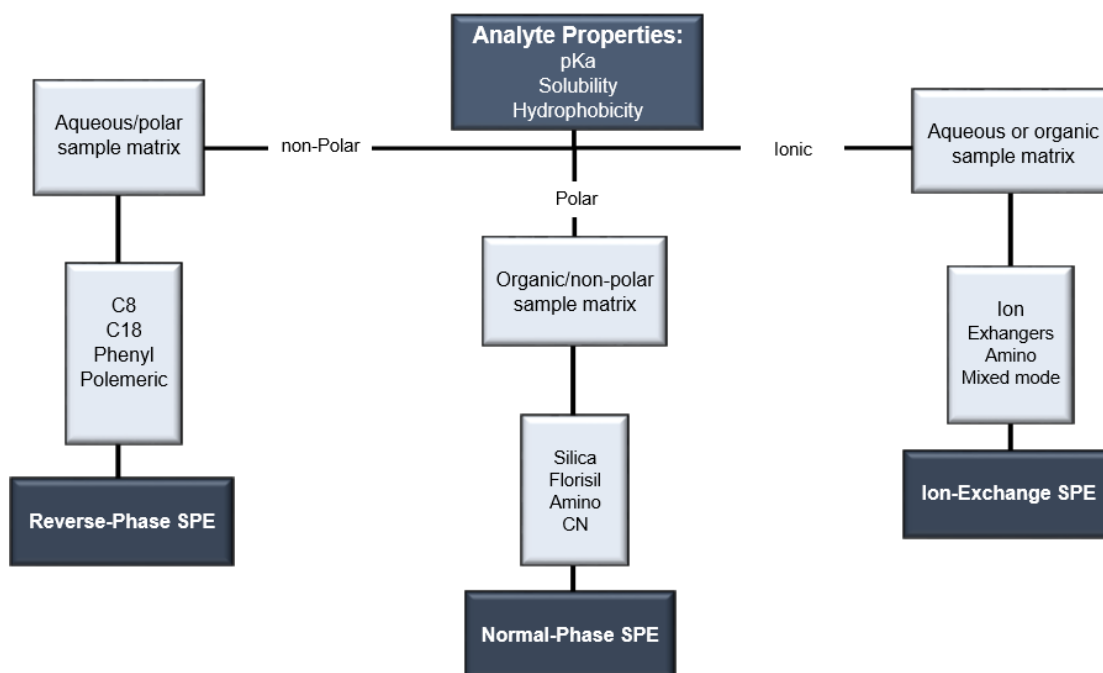 Analyte Properties:
pKa
Solubility
Hydrophobicity
Aqueous/polar
sample matrix
non-Polar
Polar
Ionic
Aqueous or organic
sample matrix
C8
C18
Phenyl
Polemeric
Organic/non-polar
sample matrix
Ion
Exhangers
Amino
Mixed mode
Reverse-Phase SPE
Silica
Florisil
Amino
CN
Ion-Exchange SPE
Normal-Phase SPE